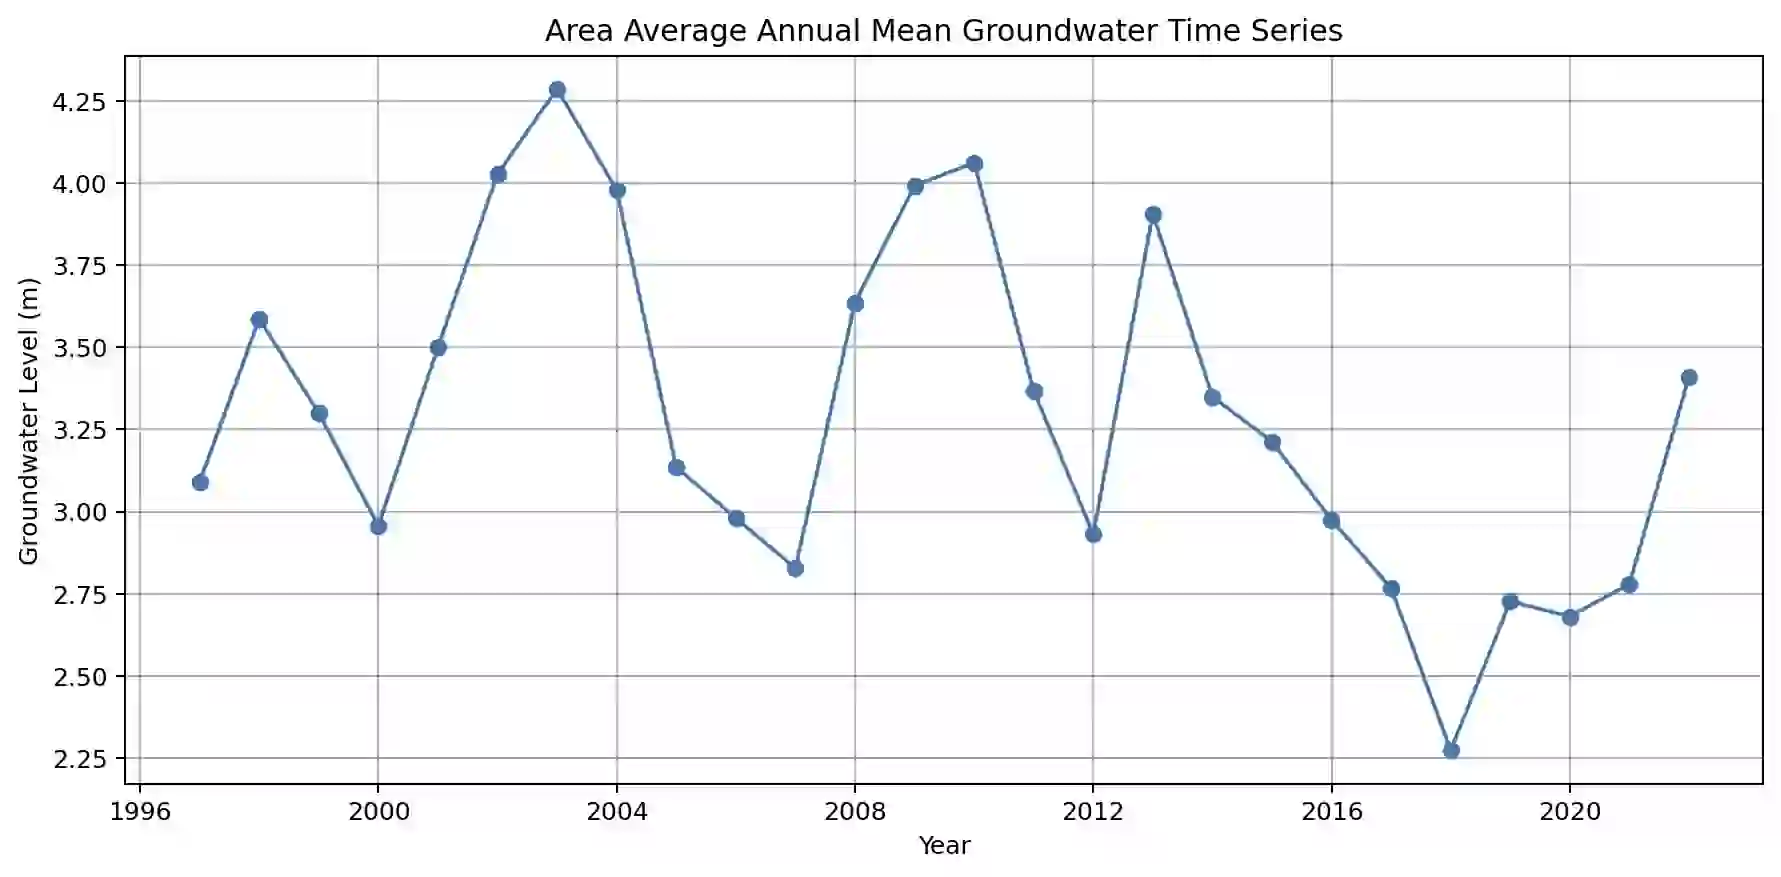 Area Average Annual Mean Groundwater Time Series
Groundwater Level (m)
4.25
4.00
3.75
3.50
3.25
3.00
2.75
2.50
2.25
1996 2000 2004 2008 2012 2016 2020
Year